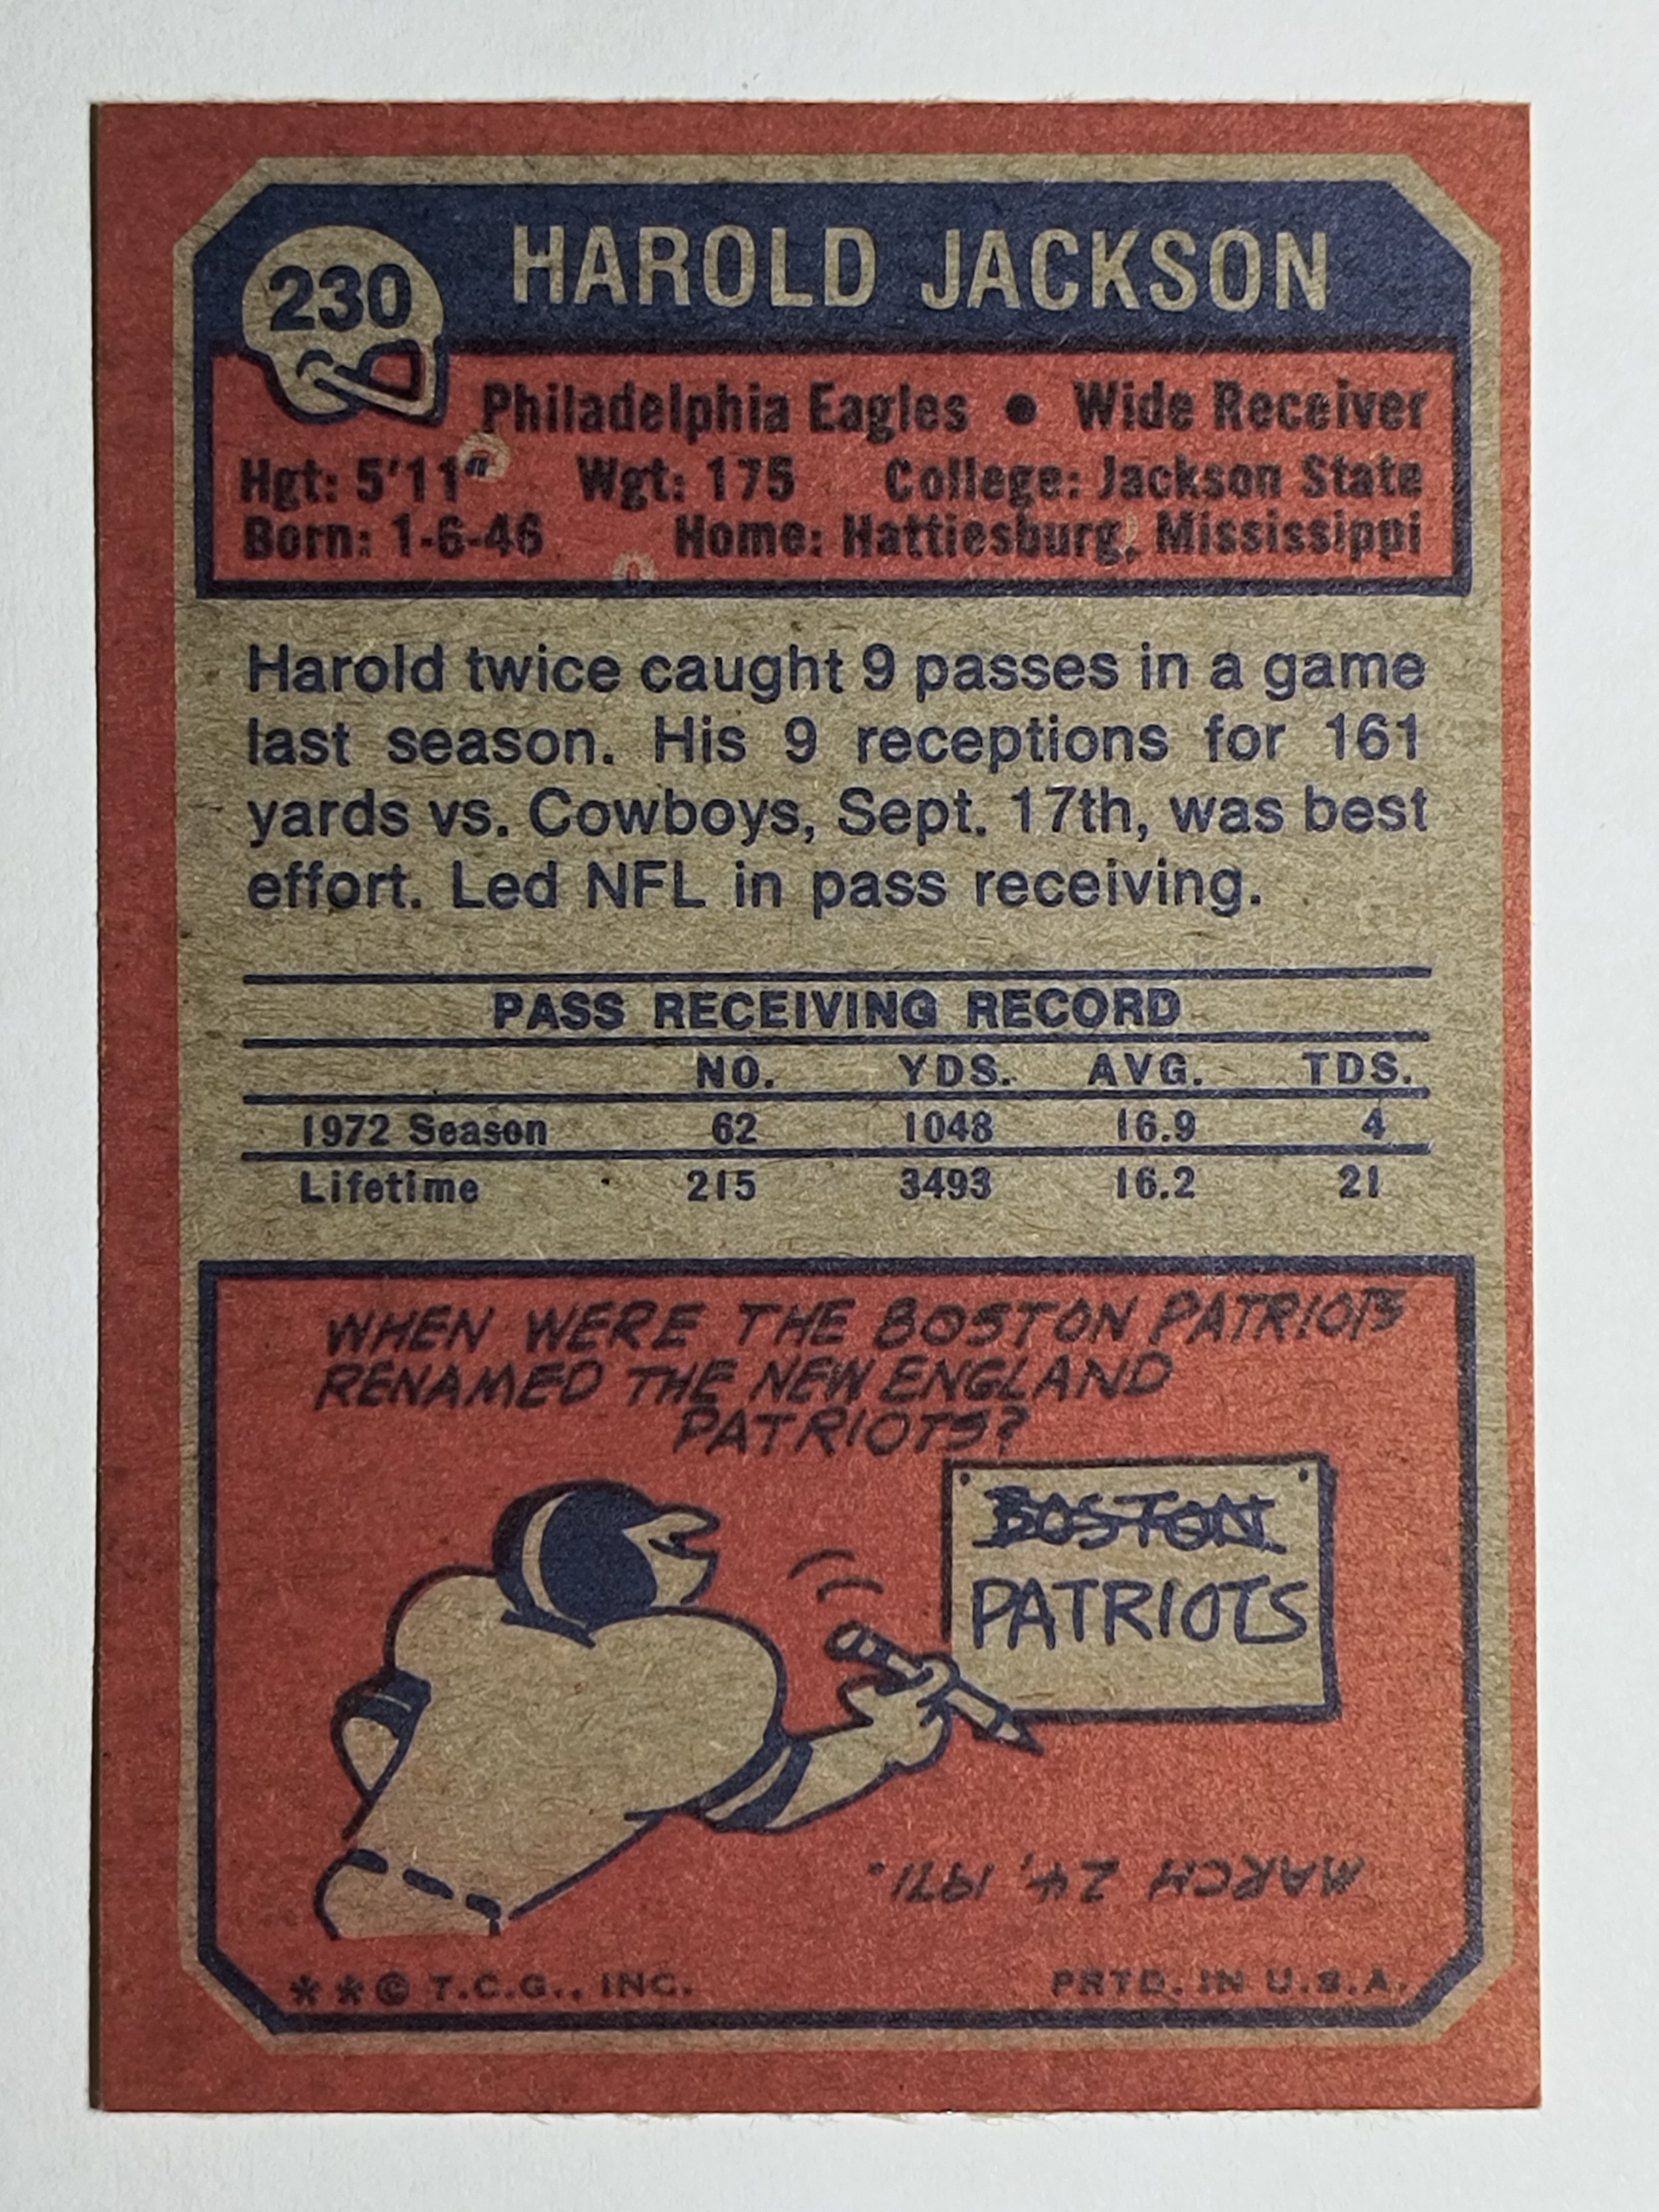 230
HAROLD JACKSON
Philadelphia Eagles • Wide Receiver
Hgt: 5'11" Wgt: 175 College: Jackson State
Born: 1-6-46 Home: Hattiesburg, Mississippi
Harold twice caught 9 passes in a game
last season. His 9 receptions for 161
yards vs. Cowboys, Sept. 17th, was best
effort. Led NFL in pass receiving.
PASS RECEIVING RECORD
NO. YDS. AVG. TDS.
1972 Season 62 1048 16.9 4
Lifetime 215 3493 16.2 21
WHEN WERE THE BOSTON PATRIOTS
RENAMED THE NEW ENGLAND
PATRIOTS?
BOSTON
PATRIOTS
MARCH 24, 1971.
**© T.C.G., INC. PRTD. IN U.S.A.